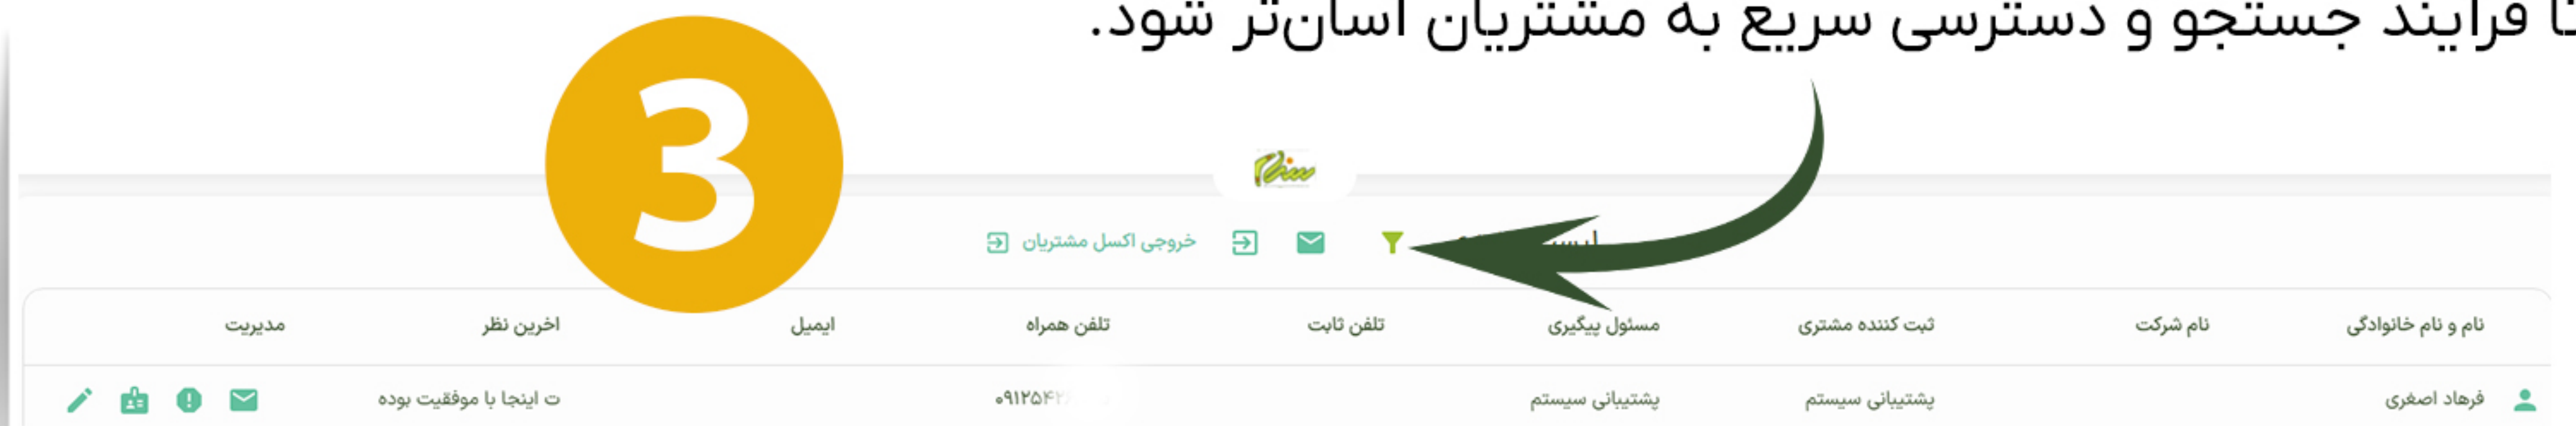 تا فرآیند جستجو و دسترسی سریع به مشتریان آسان‌تر شود.
3
خروجی اکسل مشتریان
نام و نام خانوادگی نام شرکت ثبت کننده مشتری مسئول پیگیری تلفن ثابت تلفن همراه ایمیل اخرین نظر مدیریت
فرهاد اصغری پشتیبانی سیستم پشتیبانی سیستم ت اینجا با موفقیت بوده